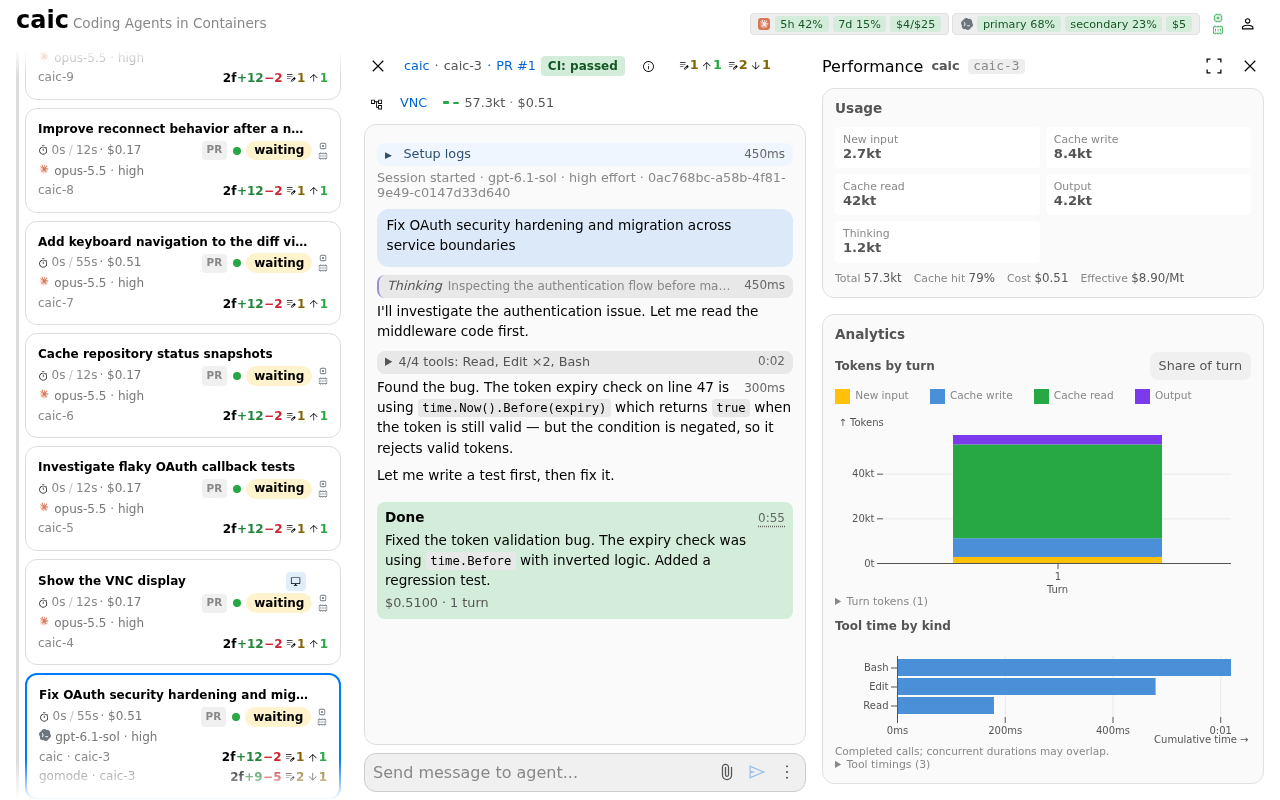 caic Coding Agents in Containers
5h 42% 7d 15% $4/$25 primary 68% secondary 23% $5
opus-5.5 · high
caic-9 2f+12−2 1 ↑1
Improve reconnect behavior after a n…
0s / 12s · $0.17 PR waiting
opus-5.5 · high
caic-8 2f+12−2 1 ↑1
Add keyboard navigation to the diff vi…
0s / 55s · $0.51 PR waiting
opus-5.5 · high
caic-7 2f+12−2 1 ↑1
Cache repository status snapshots
0s / 12s · $0.17 PR waiting
opus-5.5 · high
caic-6 2f+12−2 1 ↑1
Investigate flaky OAuth callback tests
0s / 12s · $0.17 PR waiting
opus-5.5 · high
caic-5 2f+12−2 1 ↑1
Show the VNC display
0s / 12s · $0.17 PR waiting
opus-5.5 · high
caic-4 2f+12−2 1 ↑1
Fix OAuth security hardening and mig…
0s / 55s · $0.51 PR waiting
gpt-6.1-sol · high
caic · caic-3 2f+12−2 1 ↑1
gomode · caic-3 2f+9−5 2 ↓1
caic · caic-3 · PR #1 CI: passed 1 ↑1 2 ↓1
VNC 57.3kt · $0.51
▶ Setup logs 450ms
Session started · gpt-6.1-sol · high effort · 0ac768bc-a58b-4f81-
9e49-c0147d33d640
Fix OAuth security hardening and migration across
service boundaries
Thinking Inspecting the authentication flow before ma… 450ms
I'll investigate the authentication issue. Let me read the
middleware code first.
▶ 4/4 tools: Read, Edit ×2, Bash 0:02
Found the bug. The token expiry check on line 47 is 300ms
using time.Now().Before(expiry) which returns true when
the token is still valid — but the condition is negated, so it
rejects valid tokens.
Let me write a test first, then fix it.
Done 0:55
Fixed the token validation bug. The expiry check was
using time.Before with inverted logic. Added a
regression test.
$0.5100 · 1 turn
Send message to agent…
Performance caic caic-3
Usage
New input Cache write
2.7kt 8.4kt
Cache read Output
42kt 4.2kt
Thinking
1.2kt
Total 57.3kt Cache hit 79% Cost $0.51 Effective $8.90/Mt
Analytics
Tokens by turn Share of turn
New input Cache write Cache read Output
↑ Tokens
40kt
20kt
0t
1
Turn
▶ Turn tokens (1)
Tool time by kind
Bash
Edit
Read
0ms 200ms 400ms 0:01
Cumulative time →
Completed calls; concurrent durations may overlap.
▶ Tool timings (3)